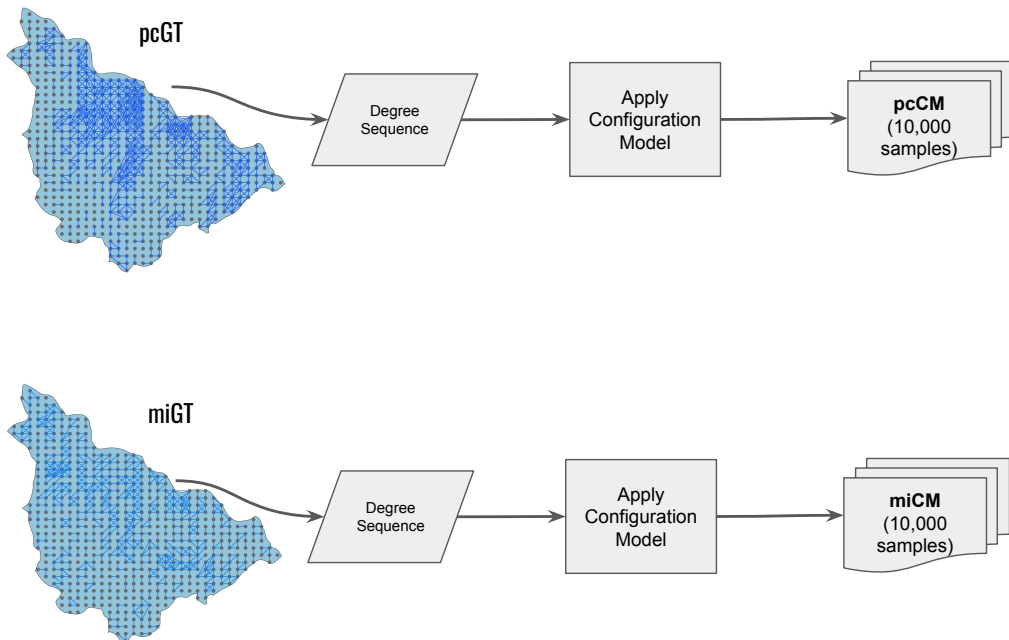 pcGT
Degree
Sequence
Apply
Configuration
Model
pcCM
(10,000
samples)
miGT
Degree
Sequence
Apply
Configuration
Model
miCM
(10,000
samples)